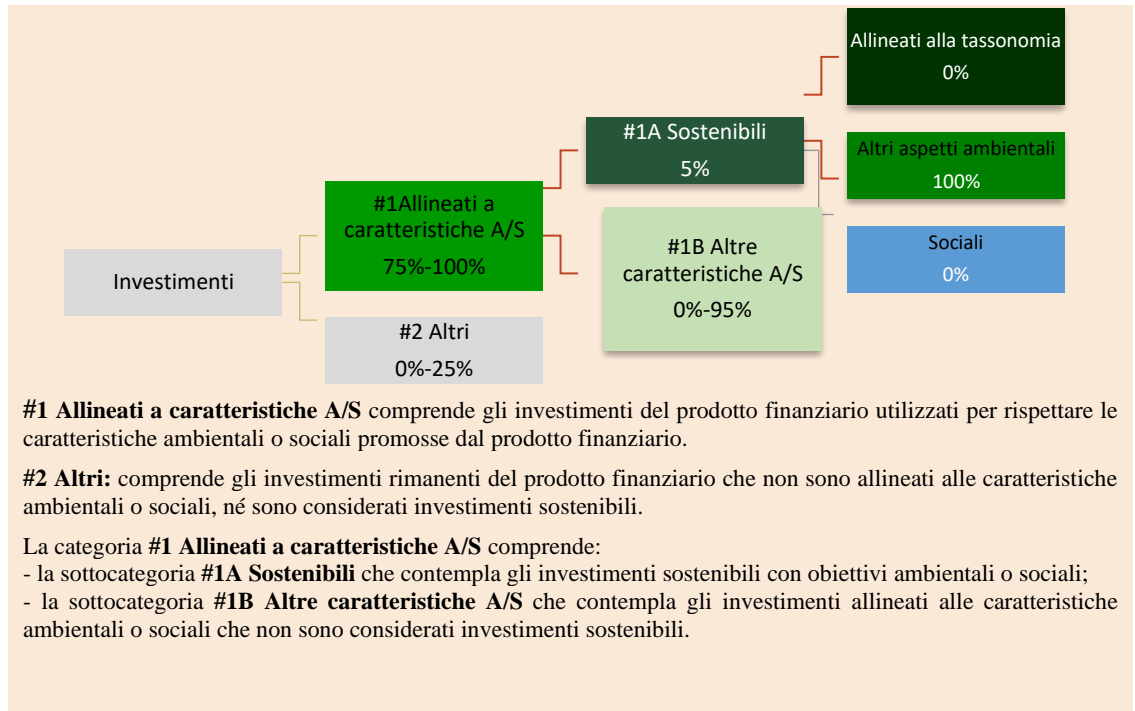 Allineati alla tassonomia
0%
#1A Sostenibili
5%
Altri aspetti ambientali
100%
#1Allineati a
caratteristiche A/S
75%-100%
#1B Altre
caratteristiche A/S
0%-95%
Sociali
0%
Investimenti
#2 Altri
0%-25%
#1 Allineati a caratteristiche A/S comprende gli investimenti del prodotto finanziario utilizzati per rispettare le
caratteristiche ambientali o sociali promosse dal prodotto finanziario.
#2 Altri: comprende gli investimenti rimanenti del prodotto finanziario che non sono allineati alle caratteristiche
ambientali o sociali, né sono considerati investimenti sostenibili.
La categoria #1 Allineati a caratteristiche A/S comprende:
- la sottocategoria #1A Sostenibili che contempla gli investimenti sostenibili con obiettivi ambientali o sociali;
- la sottocategoria #1B Altre caratteristiche A/S che contempla gli investimenti allineati alle caratteristiche
ambientali o sociali che non sono considerati investimenti sostenibili.